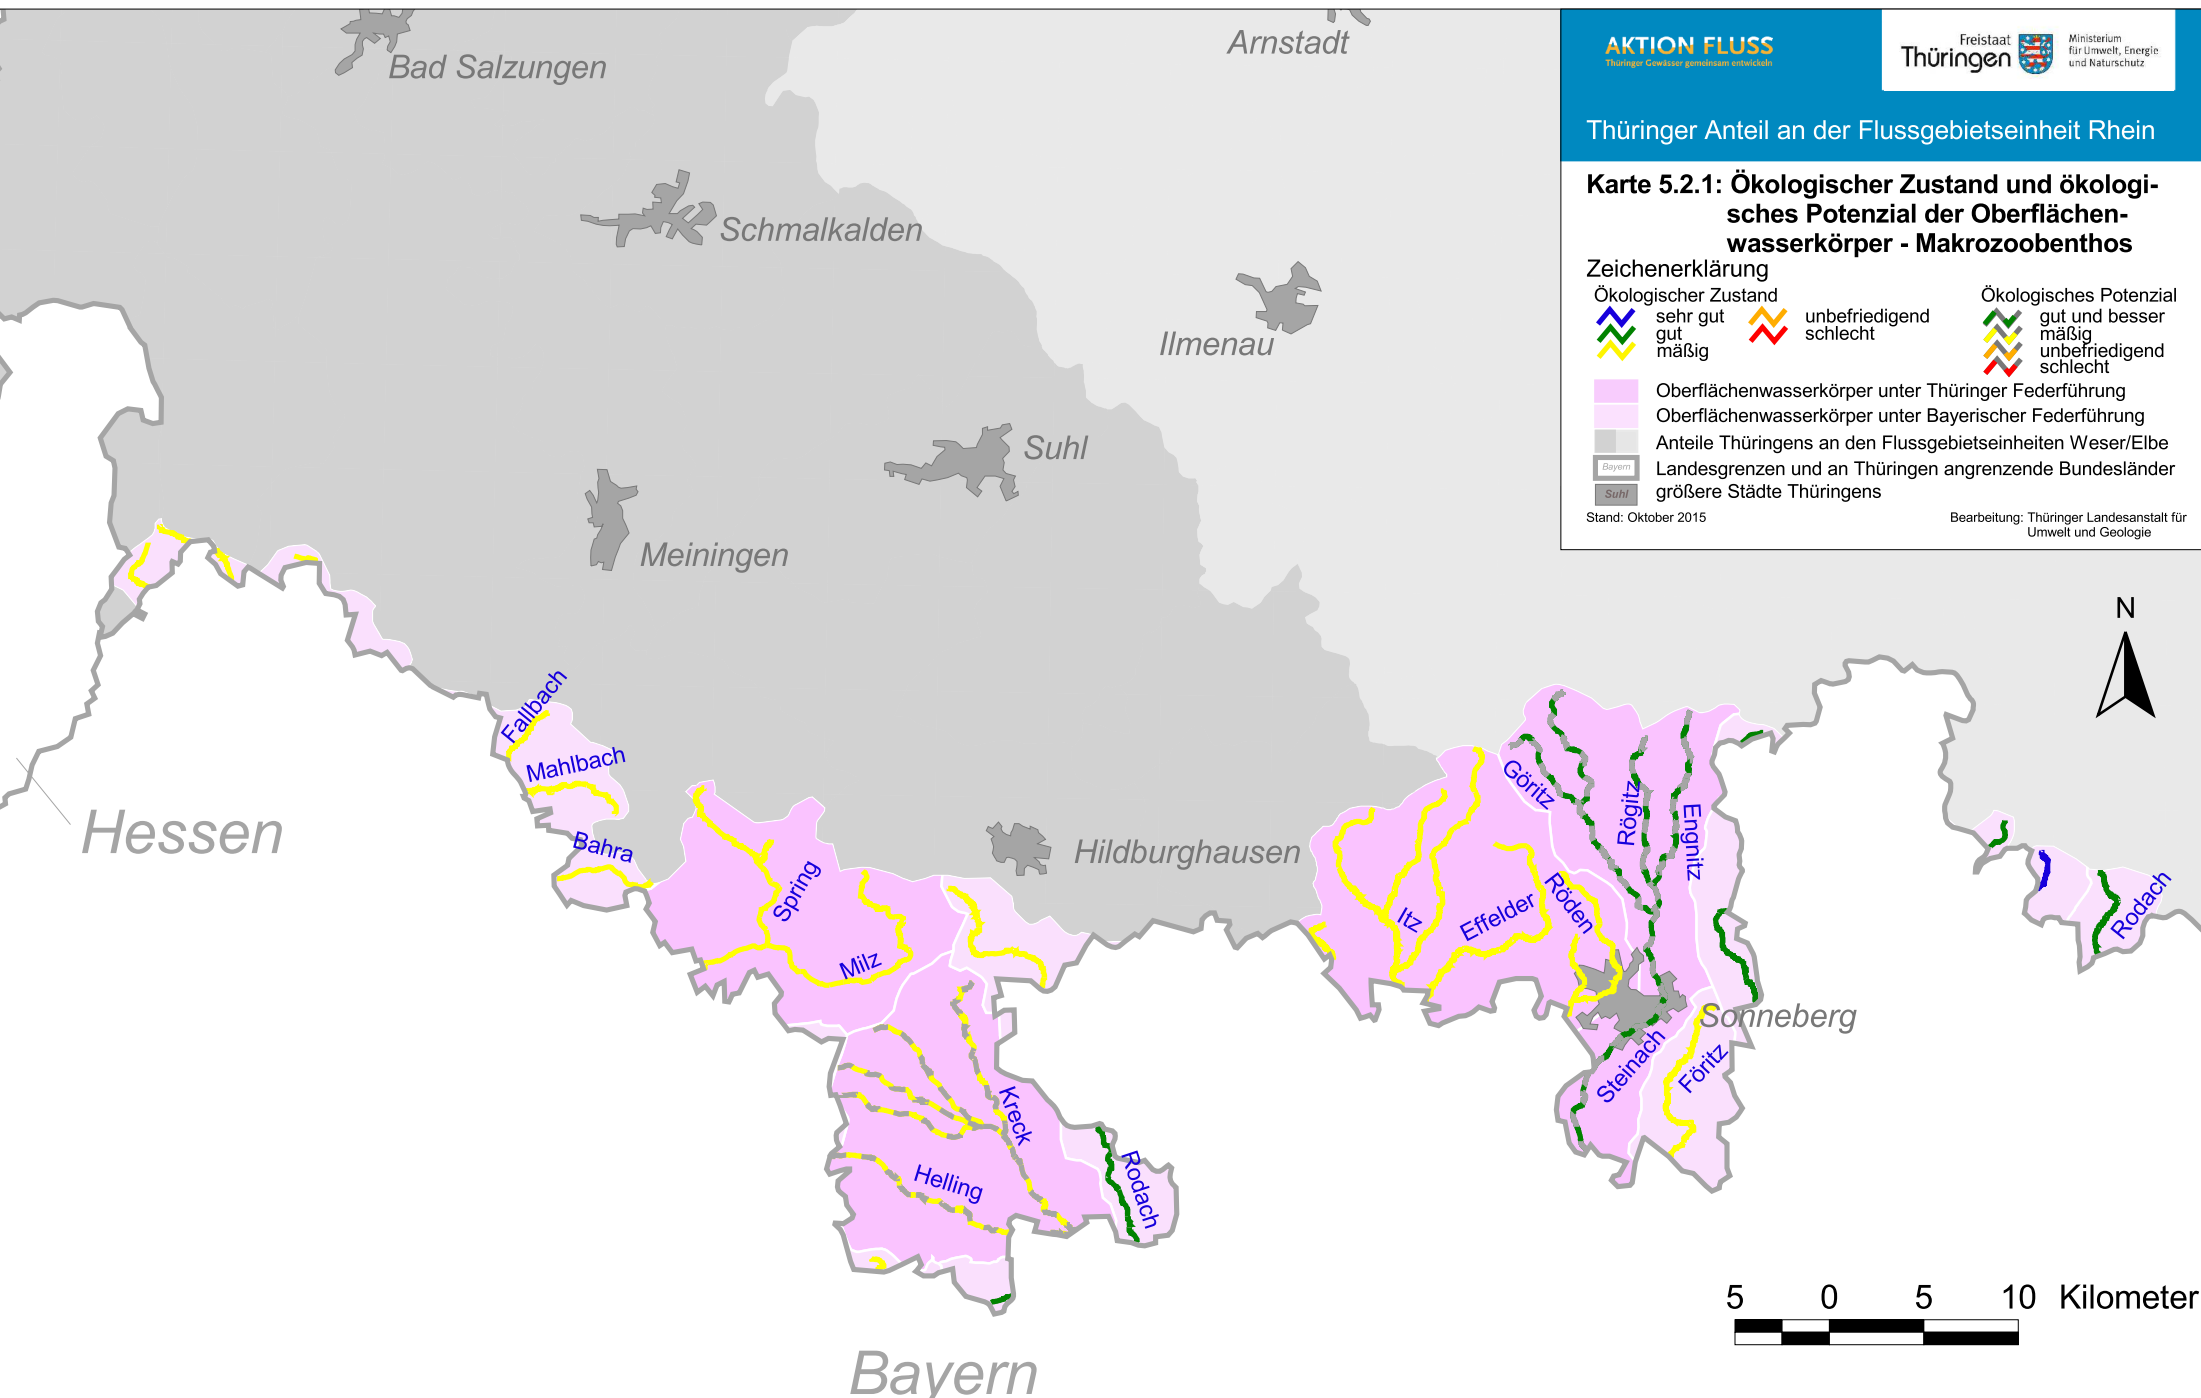 Bad Salzungen
Arnstadt
Schmalkalden
Ilmenau
Suhl
Meiningen
Hildburghausen
Sonneberg
Hessen
Bayern
Fallbach
Mahlbach
Bahra
Spring
Milz
Kreck
Helling
Rodach
Itz
Effelder
Röden
Göritz
Rögitz
Engnitz
Steinach
Föritz
Rodach
AKTION FLUSS
Thüringer Gewässer gemeinsam entwickeln
Freistaat
Thüringen
Ministerium
für Umwelt, Energie
und Naturschutz
Thüringer Anteil an der Flussgebietseinheit Rhein
Karte 5.2.1: Ökologischer Zustand und ökologi-
sches Potenzial der Oberflächen-
wasserkörper - Makrozoobenthos
Zeichenerklärung
Ökologischer Zustand
sehr gut
gut
mäßig
unbefriedigend
schlecht
Ökologisches Potenzial
gut und besser
mäßig
unbefriedigend
schlecht
Oberflächenwasserkörper unter Thüringer Federführung
Oberflächenwasserkörper unter Bayerischer Federführung
Anteile Thüringens an den Flussgebietseinheiten Weser/Elbe
Bayern
Landesgrenzen und an Thüringen angrenzende Bundesländer
Suhl
größere Städte Thüringens
Stand: Oktober 2015
Bearbeitung: Thüringer Landesanstalt für
Umwelt und Geologie
N
5 0 5 10 Kilometer